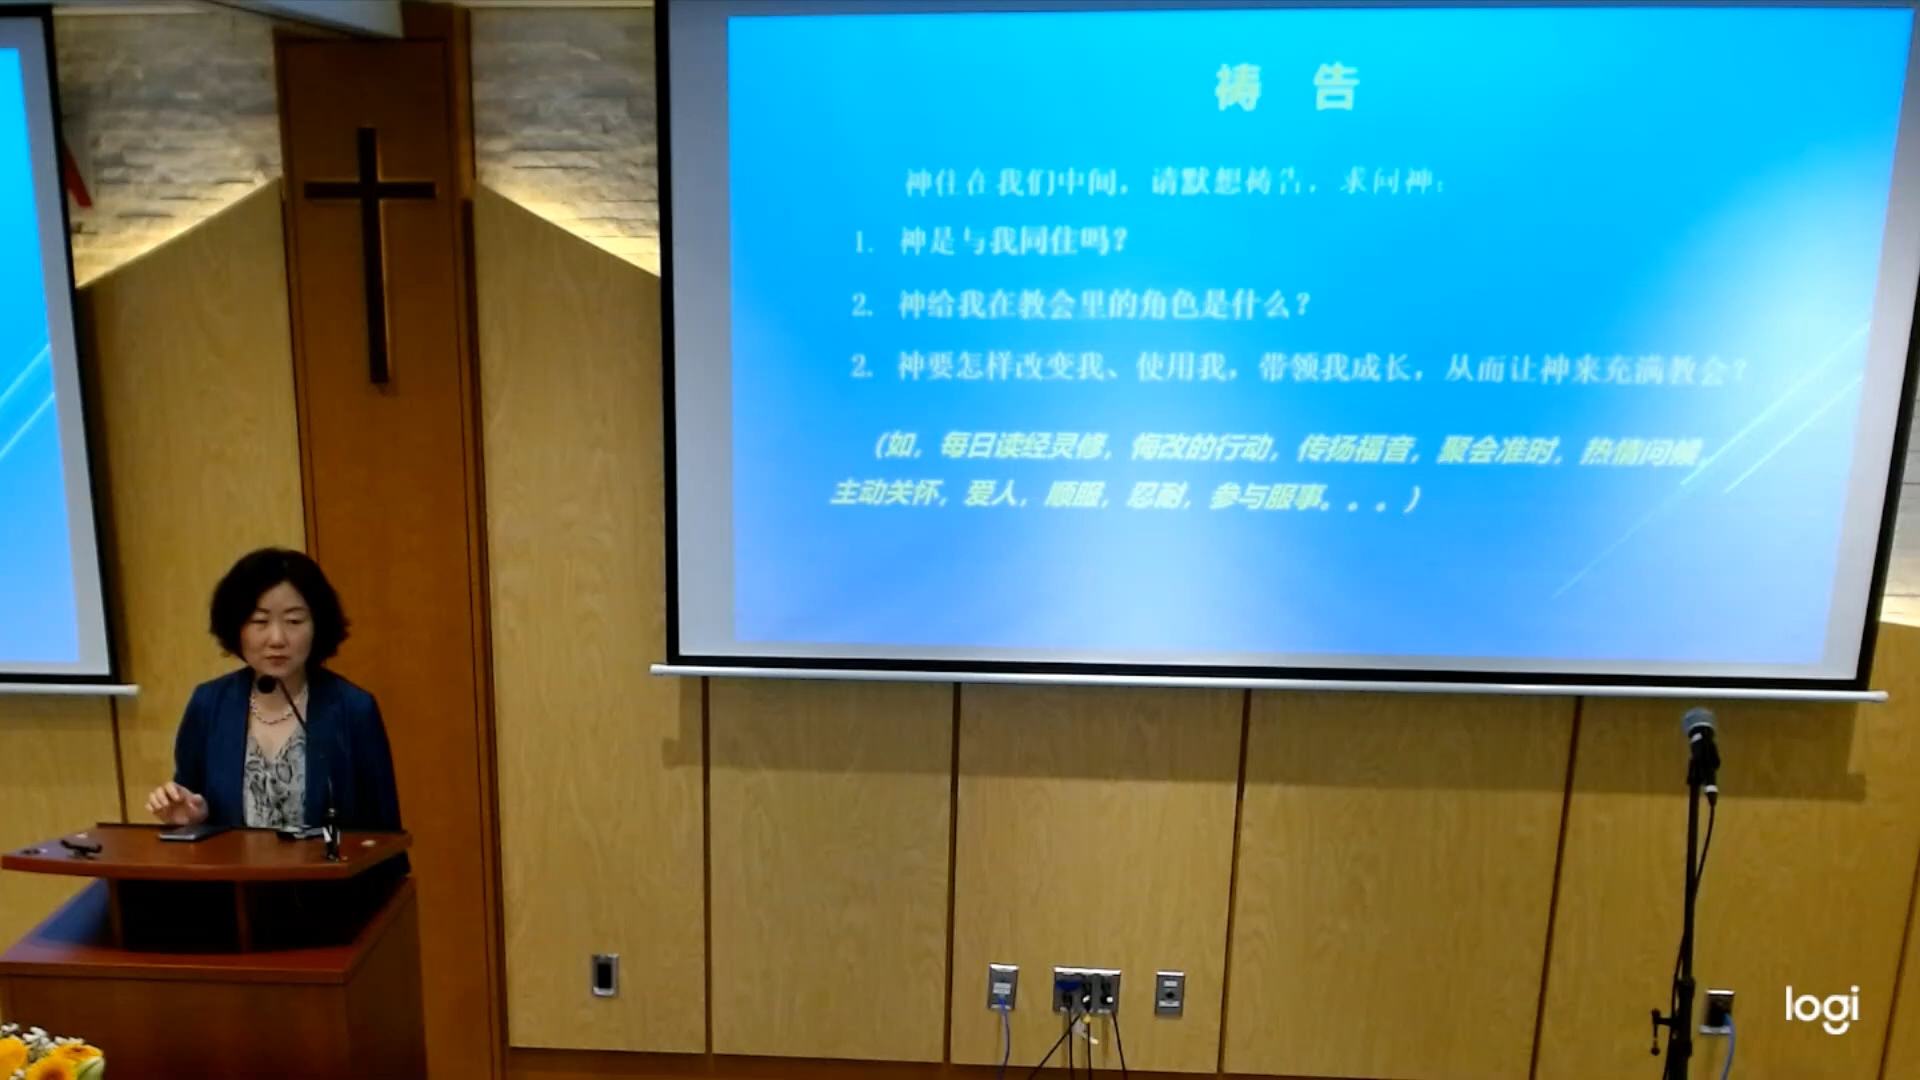 祷 告
神住在我们中间，请默想祷告，求问神：
1. 神是与我同住吗？
2. 神给我在教会里的角色是什么？
2. 神要怎样改变我、使用我，带领我成长，从而让神来充满教会？
（如，每日读经灵修，悔改的行动，传扬福音，聚会准时，热情问候，
主动关怀，爱人，顺服，忍耐，参与服事。。。）
logi